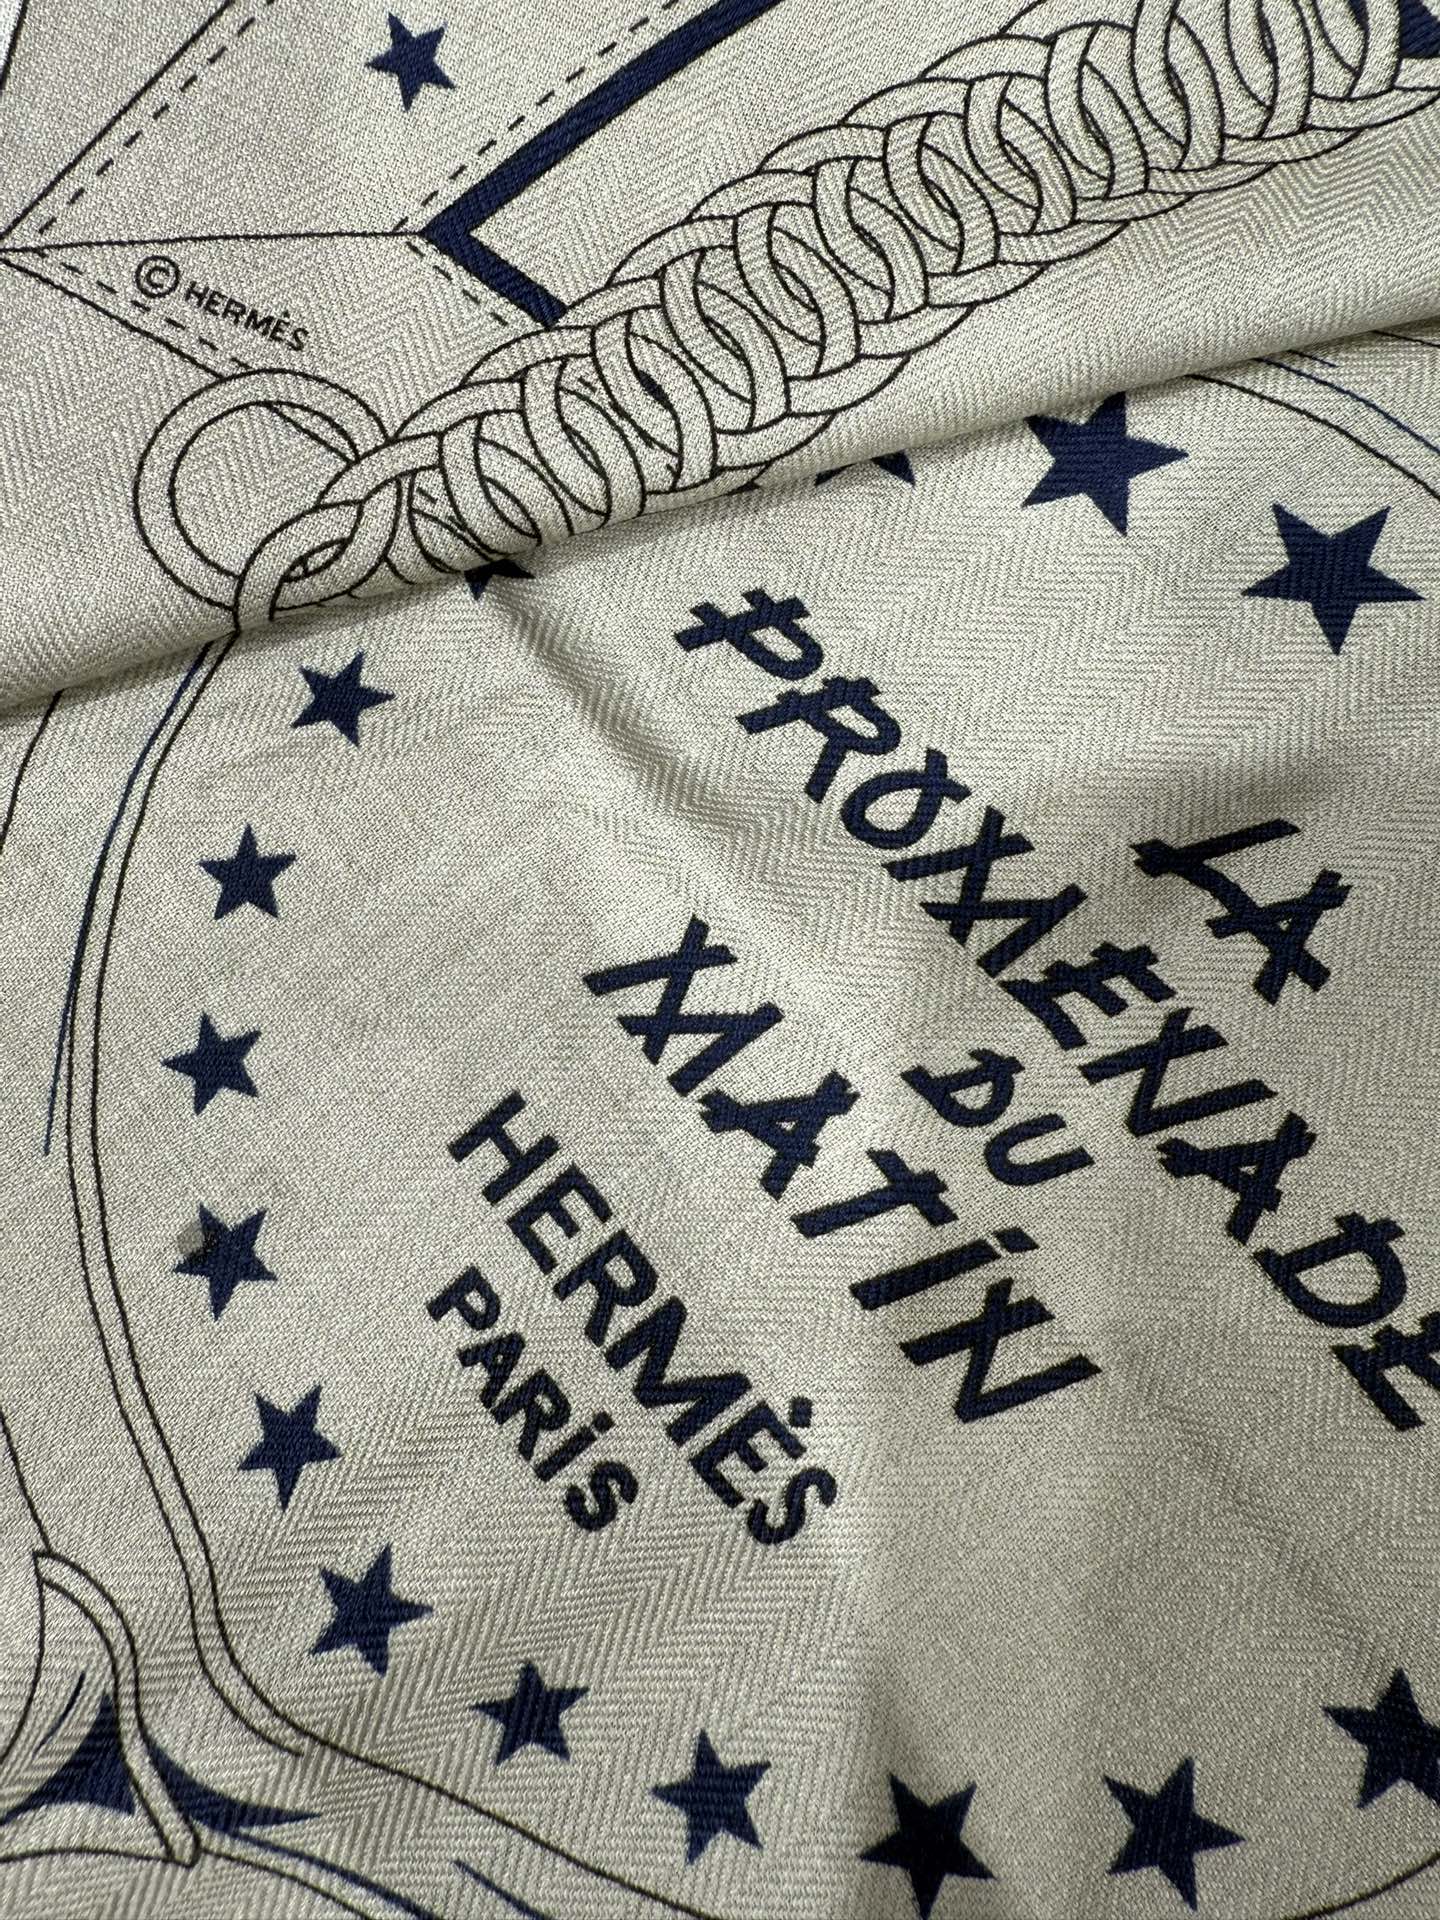 © HERMÈS
LA
PROMENADE
DU
MATIN
HERMÈS
PARIS